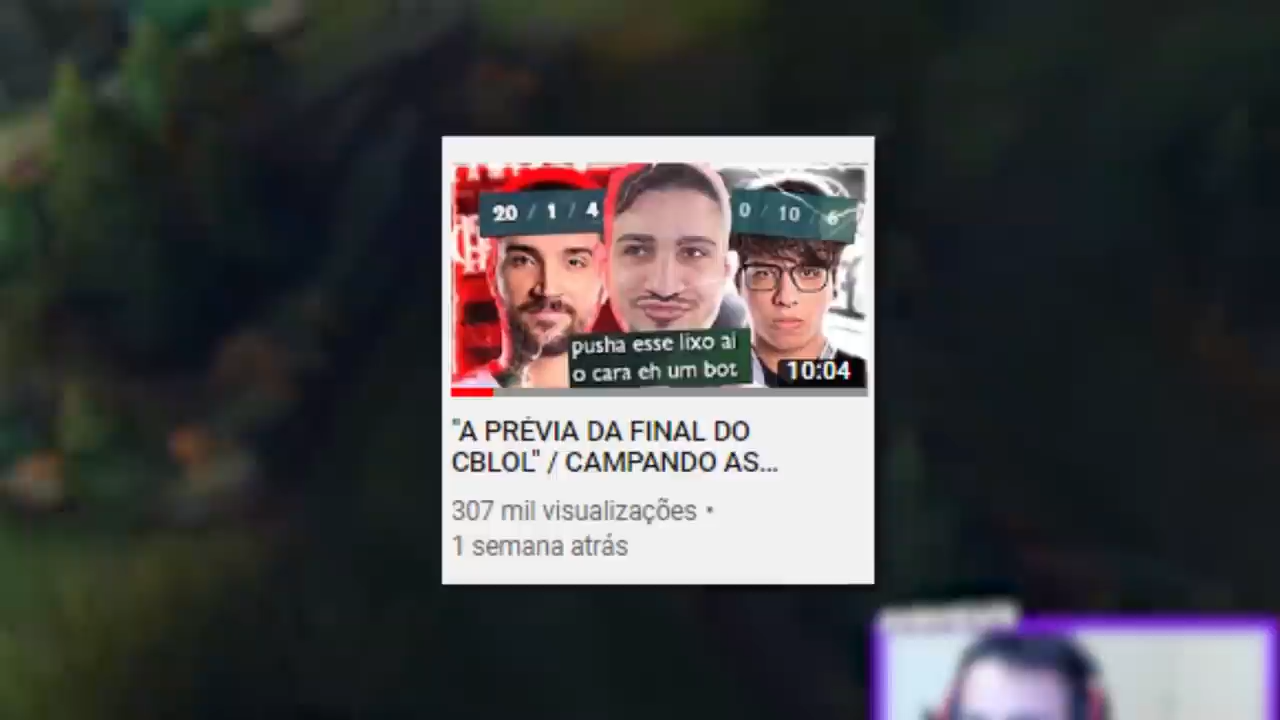 20 / 1 / 4
0 / 10 / 6
pusha esse lixo ai
o cara eh um bot
10:04
"A PRÉVIA DA FINAL DO
CBLOL" / CAMPANDO AS...
307 mil visualizações •
1 semana atrás